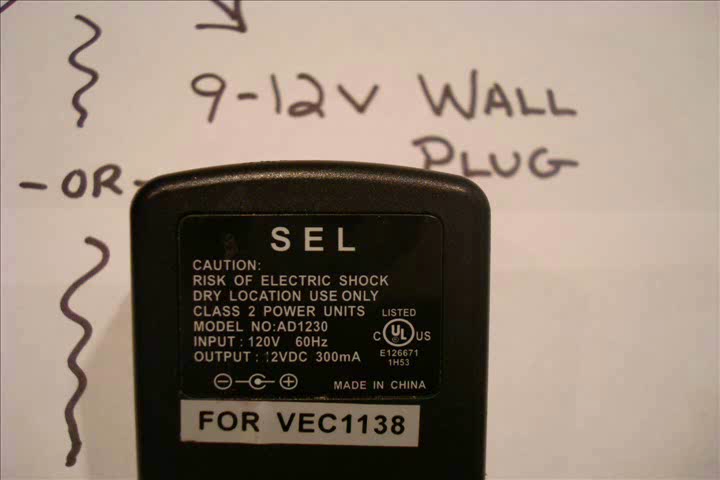 9-12V WALL
PLUG
-OR-
SEL
CAUTION:
RISK OF ELECTRIC SHOCK
DRY LOCATION USE ONLY
CLASS 2 POWER UNITS
MODEL NO:AD1230
INPUT : 120V 60Hz
OUTPUT : 12VDC 300mA
LISTED
C UL US
E126671
1H53
MADE IN CHINA
FOR VEC1138